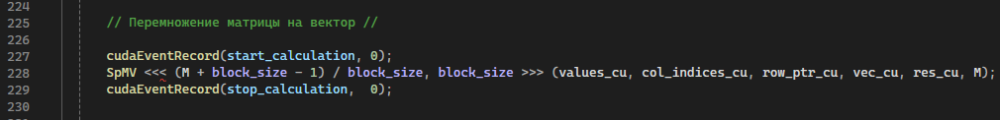 224
225 // Перемножение матрицы на вектор //
226
227 cudaEventRecord(start_calculation, 0);
228 SpMV <<< (M + block_size - 1) / block_size, block_size >>> (values_cu, col_indices_cu, row_ptr_cu, vec_cu, res_cu, M);
229 cudaEventRecord(stop_calculation,  0);
230